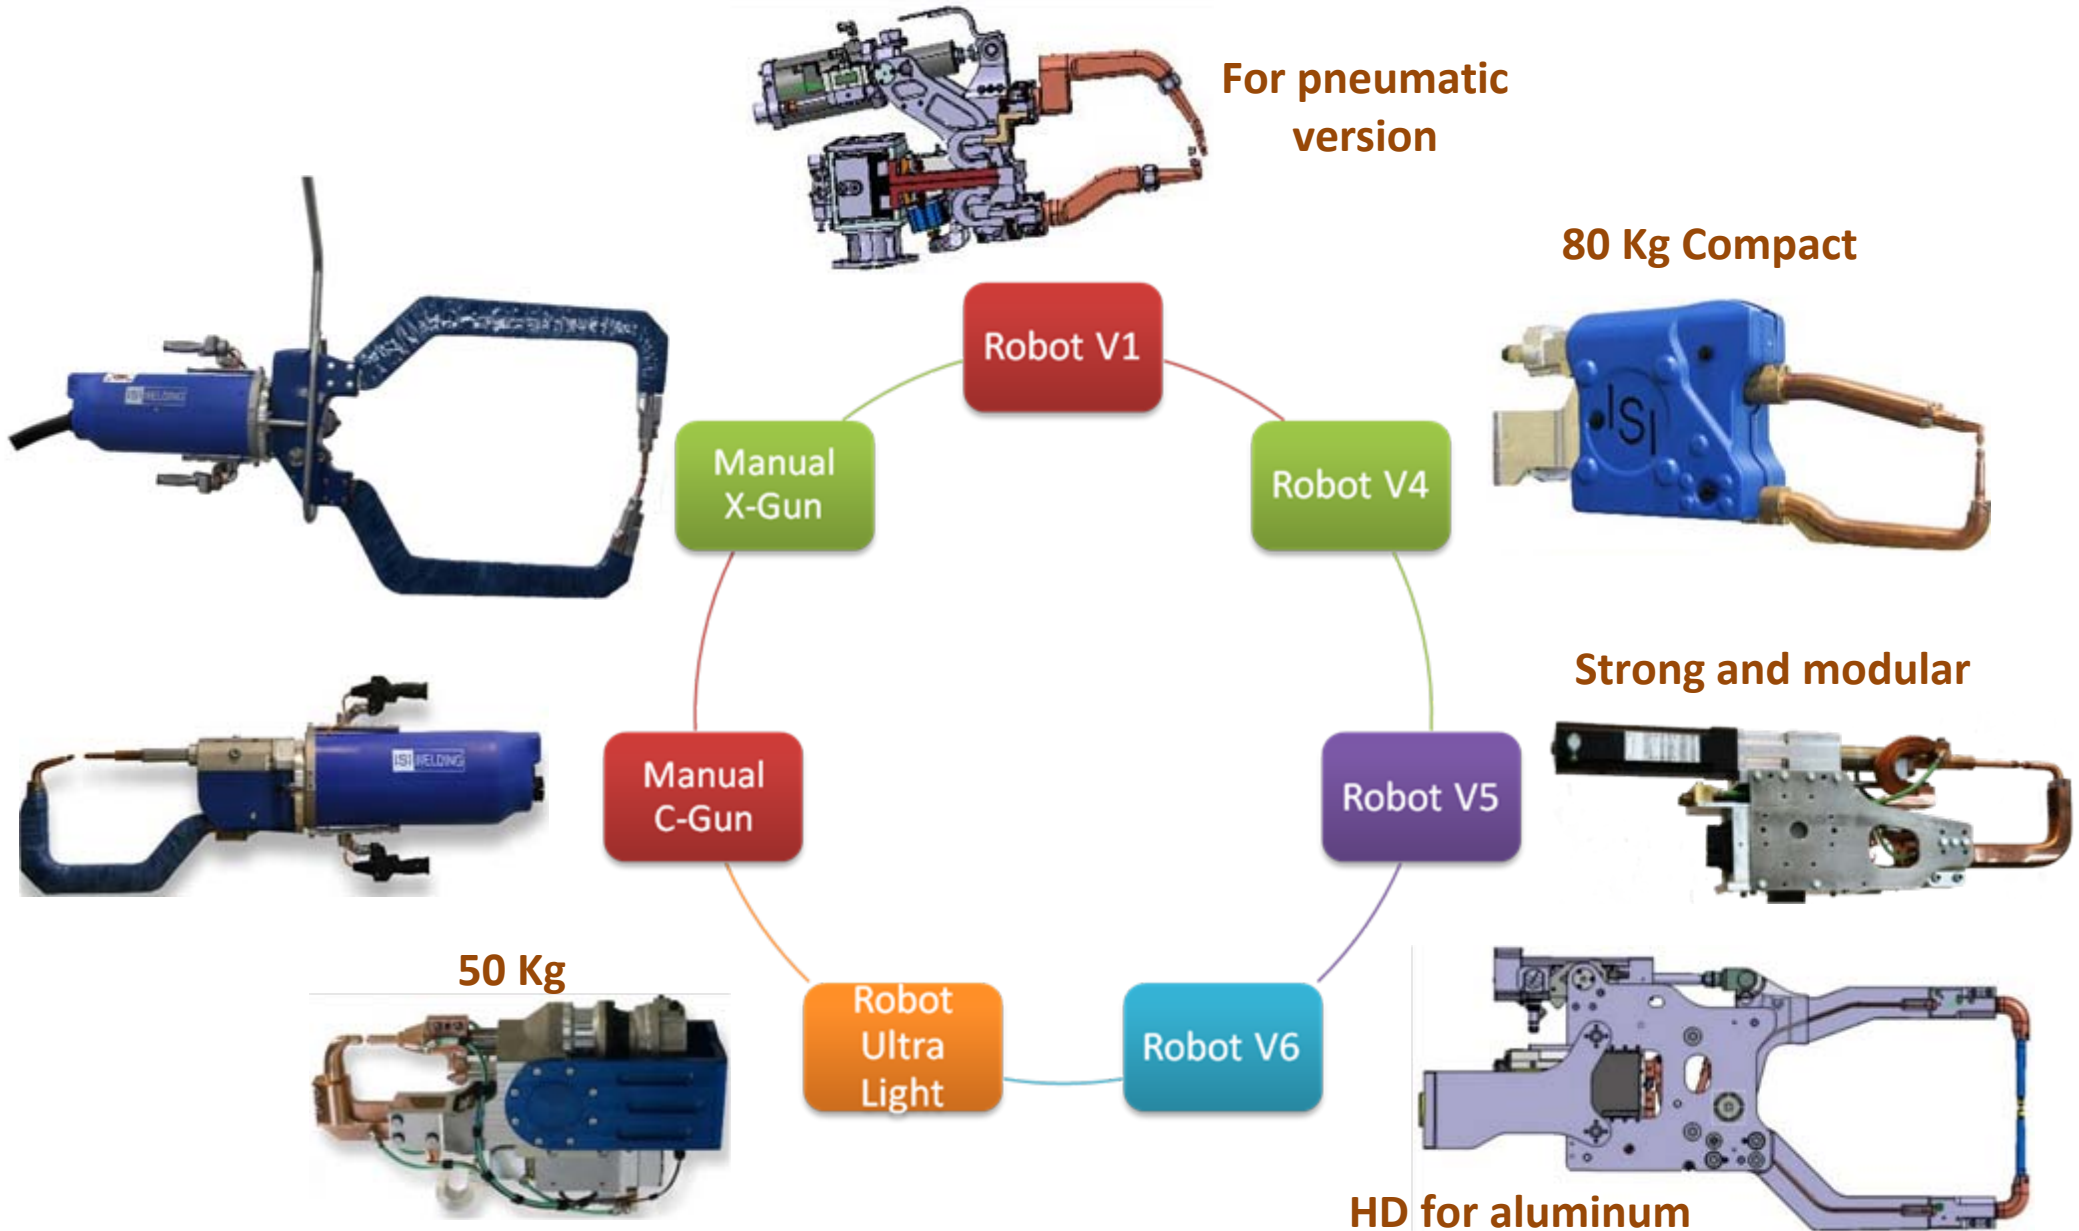 For pneumatic
version
80 Kg Compact
Robot V1
Manual
X-Gun
Robot V4
ISI WELDING
ISI
Strong and modular
Manual
C-Gun
Robot V5
ISI WELDING
50 Kg
Robot
Ultra
Light
Robot V6
HD for aluminum